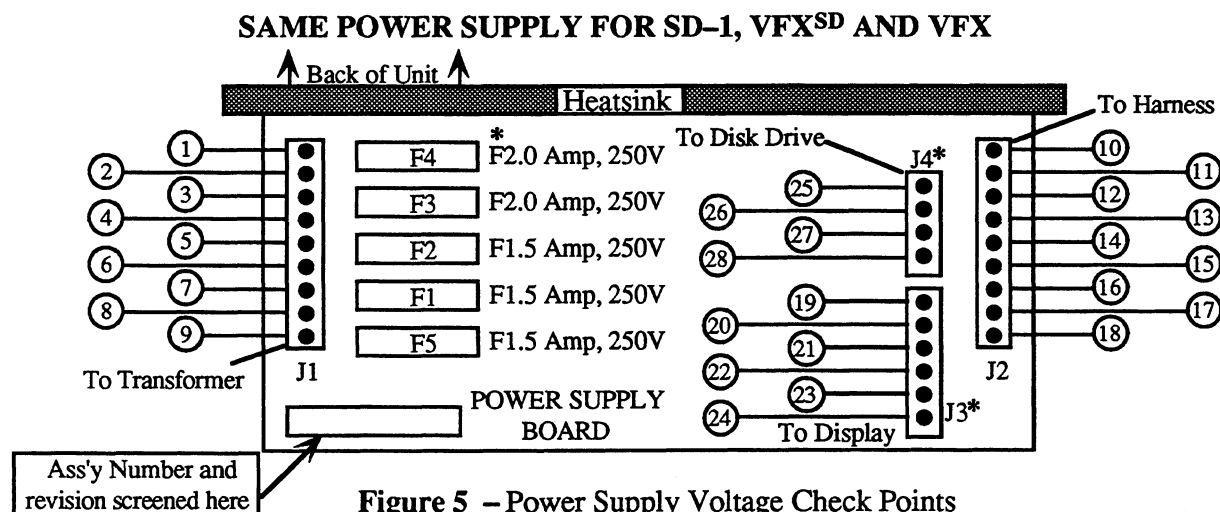 SAME POWER SUPPLY FOR SD–1, VFXSD AND VFX
Back of Unit
Heatsink
To Harness
To Disk Drive
J4*
1
2
3
4
5
6
7
8
9
To Transformer
J1
*
F4 F2.0 Amp, 250V
F3 F2.0 Amp, 250V
F2 F1.5 Amp, 250V
F1 F1.5 Amp, 250V
F5 F1.5 Amp, 250V
25
26
27
28
19
20
21
22
23
24
To Display
J3*
10
11
12
13
14
15
16
17
18
J2
POWER SUPPLY
BOARD
Ass'y Number and
revision screened here
Figure 5 – Power Supply Voltage Check Points